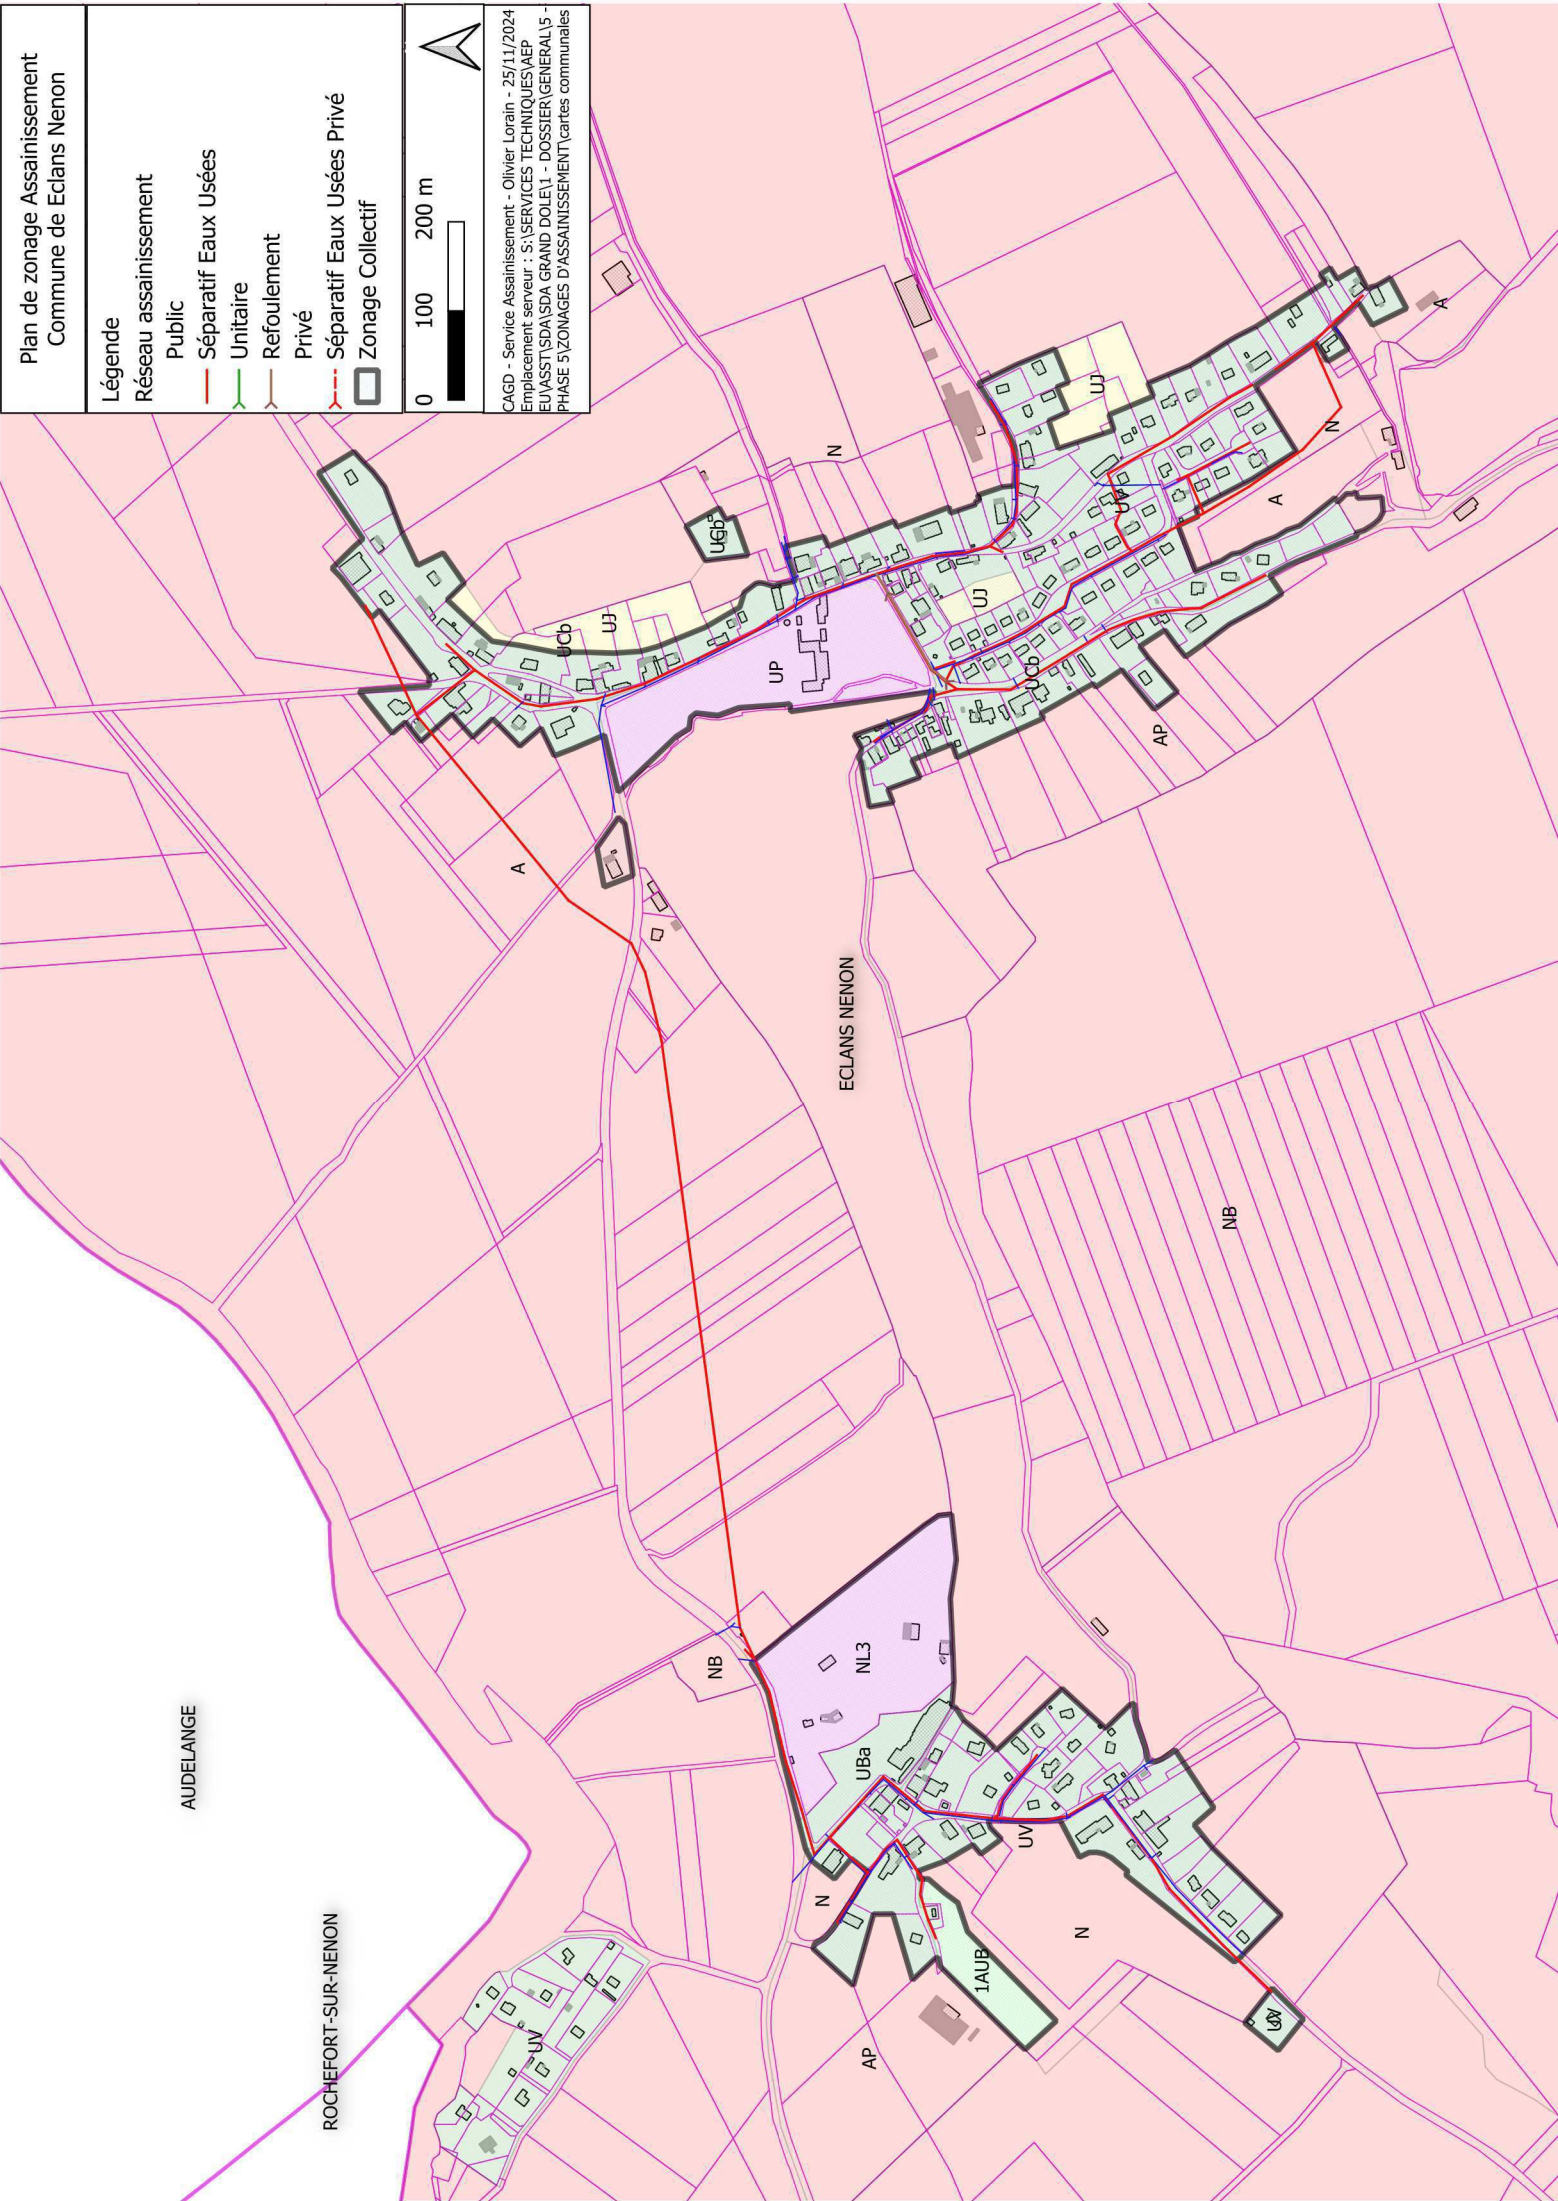 Plan de zonage Assainissement
Commune de Eclans Nenon
Légende
Réseau assainissement
Public
Séparatif Eaux Usées
Unitaire
Refoulement
Privé
Séparatif Eaux Usées Privé
Zonage Collectif
0 100 200 m
CAGD - Service Assainissement - Olivier Lorain - 25/11/2024
Emplacement serveur : S:\SERVICES TECHNIQUES\AEP
EU\ASST\SDA\SDA GRAND DOLE\1 - DOSSIER\GENERAL\5 -
PHASE 5\ZONAGES D'ASSAINISSEMENT\cartes communales
AUDELANGE
ROCHEFORT-SUR-NENON
ECLANS NENON
UV
A
UCb
UJ
UCb
UP
N
UJ
UJ
UV
UCb
AP
A
N
A
NB
NB
NL3
UBa
UV
N
N
1AUB
AP
UV